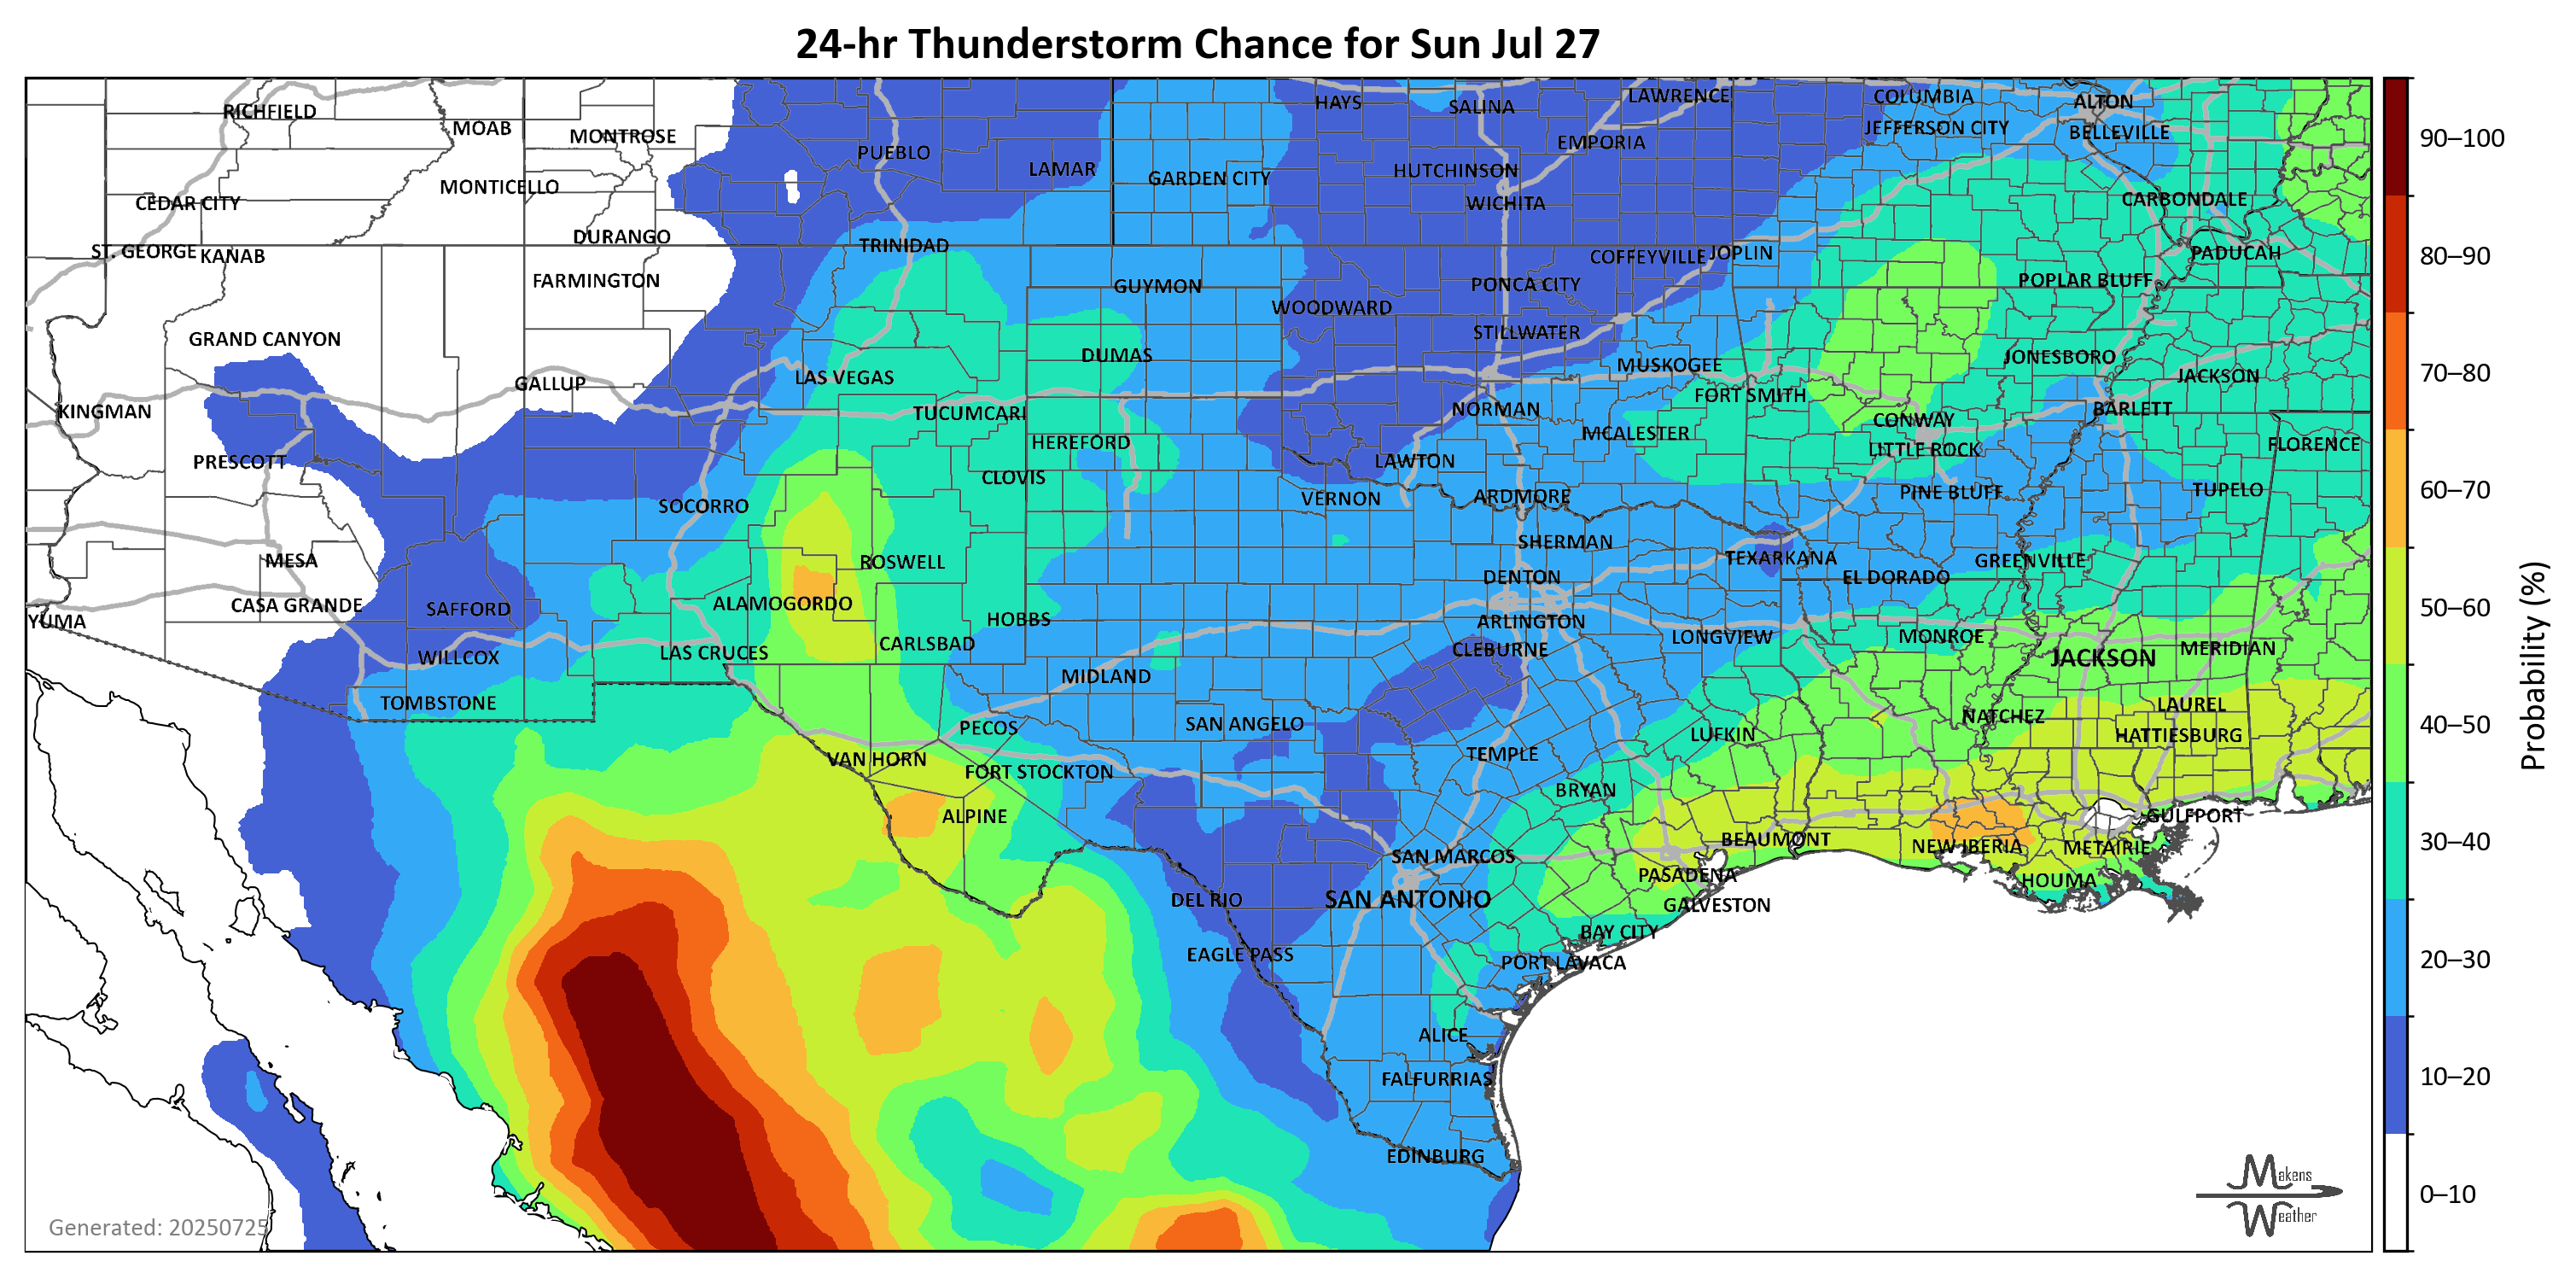 24-hr Thunderstorm Chance for Sun Jul 27
RICHFIELD
MOAB
MONTROSE
PUEBLO
LAMAR
GARDEN CITY
HAYS
SALINA
LAWRENCE
EMPORIA
HUTCHINSON
WICHITA
COLUMBIA
JEFFERSON CITY
ALTON
BELLEVILLE
CEDAR CITY
MONTICELLO
CARBONDALE
ST. GEORGE
KANAB
DURANGO
FARMINGTON
TRINIDAD
GUYMON
COFFEYVILLE
JOPLIN
PONCA CITY
WOODWARD
STILLWATER
POPLAR BLUFF
PADUCAH
GRAND CANYON
DUMAS
MUSKOGEE
JONESBORO
JACKSON
KINGMAN
GALLUP
LAS VEGAS
TUCUMCARI
NORMAN
FORT SMITH
CONWAY
BARLETT
PRESCOTT
HEREFORD
CLOVIS
LAWTON
MCALESTER
LITTLE ROCK
FLORENCE
SOCORRO
VERNON
ARDMORE
PINE BLUFF
TUPELO
MESA
ROSWELL
SHERMAN
TEXARKANA
DENTON
EL DORADO
GREENVILLE
YUMA
CASA GRANDE
SAFFORD
ALAMOGORDO
HOBBS
ARLINGTON
CLEBURNE
LONGVIEW
MONROE
JACKSON
MERIDIAN
WILLCOX
LAS CRUCES
CARLSBAD
MIDLAND
TOMBSTONE
PECOS
SAN ANGELO
TEMPLE
LUFKIN
NATCHEZ
LAUREL
HATTIESBURG
VAN HORN
FORT STOCKTON
ALPINE
BRYAN
BEAUMONT
NEW IBERIA
METAIRIE
GULFPORT
HOUMA
SAN MARCOS
PASADENA
DEL RIO
SAN ANTONIO
GALVESTON
BAY CITY
EAGLE PASS
PORT LAVACA
ALICE
FALFURRIAS
EDINBURG
Generated: 20250725
Makens
Weather
90–100
80–90
70–80
60–70
50–60
40–50
30–40
20–30
10–20
0–10
Probability (%)